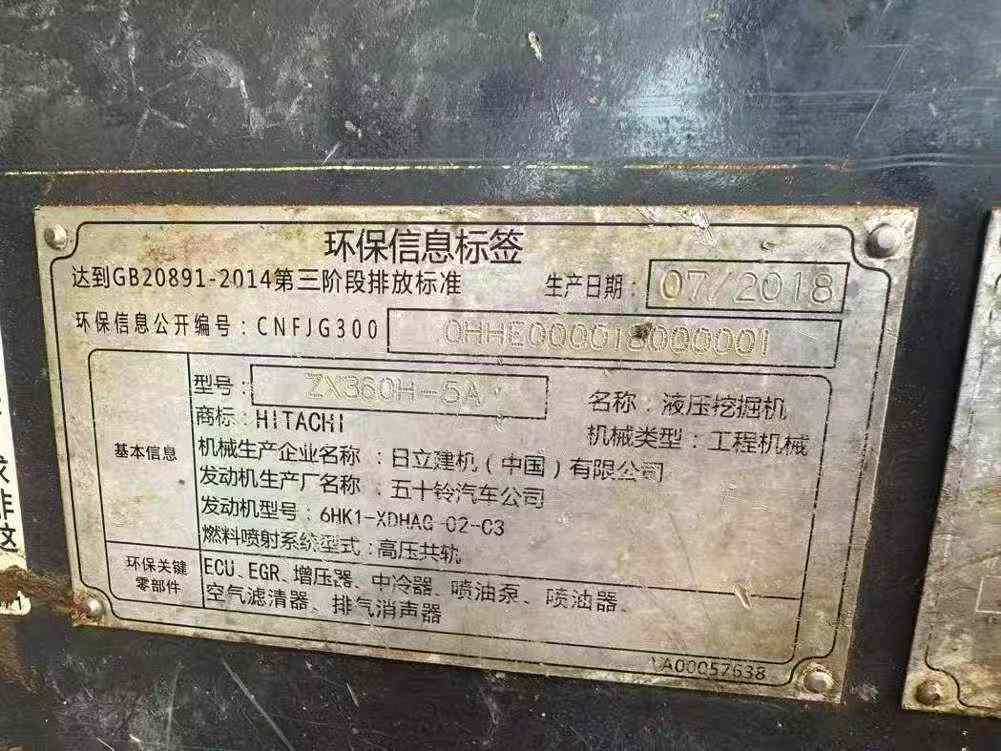 环保信息标签
达到GB20891-2014第三阶段排放标准 生产日期：07/2018
环保信息公开编号：CNFJG300 0HHE000018000001
基本信息
型号：ZX360H-5A 名称：液压挖掘机
商标：HITACHI 机械类型：工程机械
机械生产企业名称：日立建机（中国）有限公司
发动机生产厂名称：五十铃汽车公司
发动机型号：6HK1-XDHAG-02-C3
燃料喷射系统型式：高压共轨
环保关键
零部件
ECU、EGR、增压器、中冷器、喷油泵、喷油器、
空气滤清器、排气消声器
YA00057638
排
这